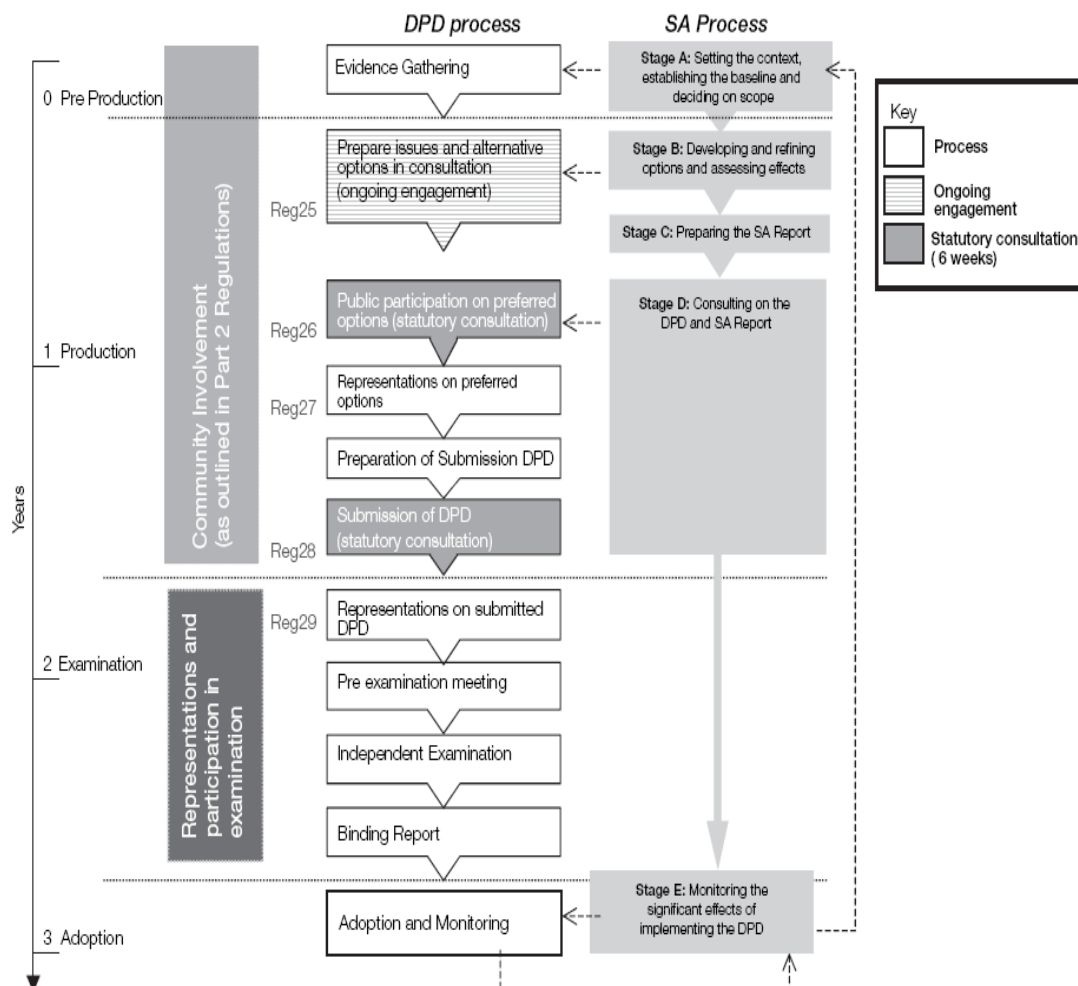 DPD process
SA Process
Evidence Gathering
Stage A: Setting the context,
establishing the baseline and
deciding on scope
0 Pre Production
Key
Process
Ongoing
engagement
Statutory consultation
( 6 weeks)
Prepare issues and alternative
options in consultation
(ongoing engagement)
Reg25
Stage B: Developing and refining
options and assessing effects
Stage C: Preparing the SA Report
Public participation on preferred
options (statutory consultation)
Reg26
Stage D: Consulting on the
DPD and SA Report
1 Production
Community Involvement
(as outlined in Part 2 Regulations)
Representations on preferred
options
Reg27
Preparation of Submission DPD
Years
Submission of DPD
(statutory consultation)
Reg28
Representations on submitted
DPD
Reg29
2 Examination
Representations and
participation in
examination
Pre examination meeting
Independent Examination
Binding Report
Stage E: Monitoring the
significant effects of
implementing the DPD
Adoption and Monitoring
3 Adoption